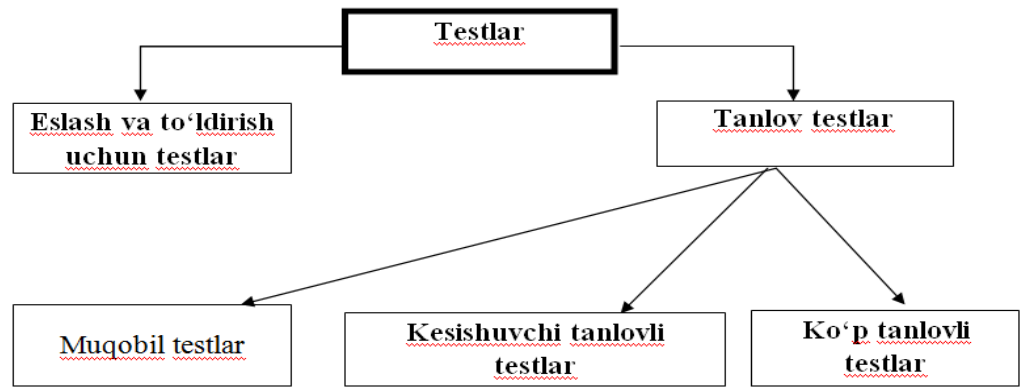 Testlar
Eslash va to‘ldirish
uchun testlar
Tanlov testlar
Muqobil testlar
Kesishuvchi tanlovli
testlar
Ko‘p tanlovli
testlar